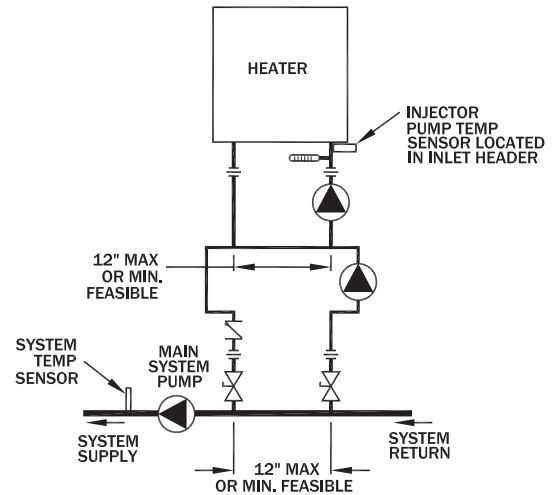 HEATER
INJECTOR
PUMP TEMP
SENSOR LOCATED
IN INLET HEADER
12" MAX
OR MIN.
FEASIBLE
SYSTEM
TEMP
SENSOR
MAIN
SYSTEM
PUMP
SYSTEM
SUPPLY
SYSTEM
RETURN
12" MAX
OR MIN. FEASIBLE